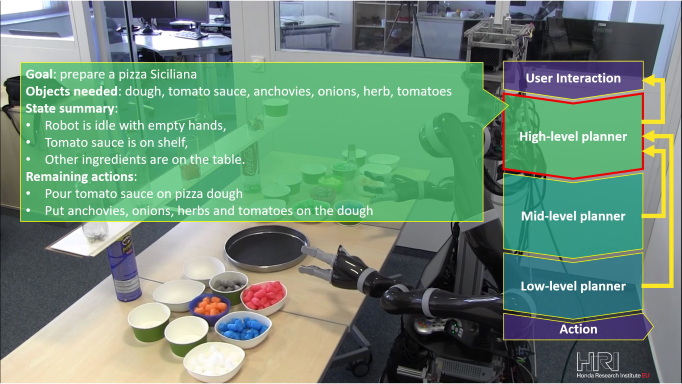 Goal: prepare a pizza Siciliana
Objects needed: dough, tomato sauce, anchovies, onions, herb, tomatoes
State summary:
• Robot is idle with empty hands,
• Tomato sauce is on shelf,
• Other ingredients are on the table.
Remaining actions:
• Pour tomato sauce on pizza dough
• Put anchovies, onions, herbs and tomatoes on the dough
User Interaction
High-level planner
Mid-level planner
Low-level planner
Action
HRI
Honda Research Institute EU